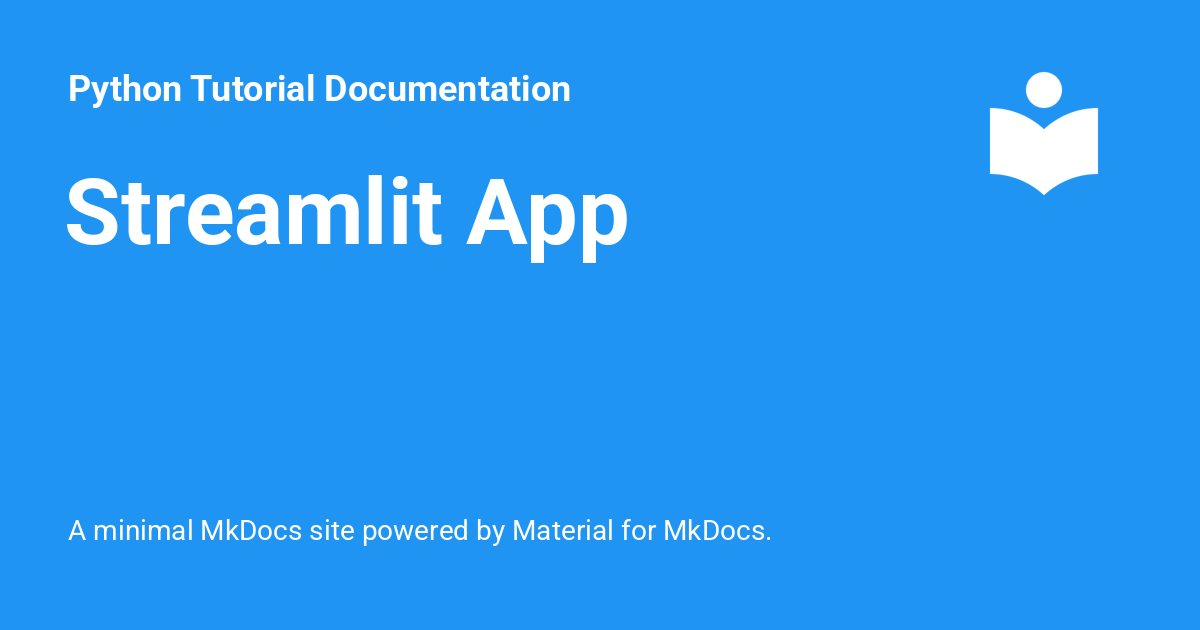 Python Tutorial Documentation
Streamlit App
A minimal MkDocs site powered by Material for MkDocs.